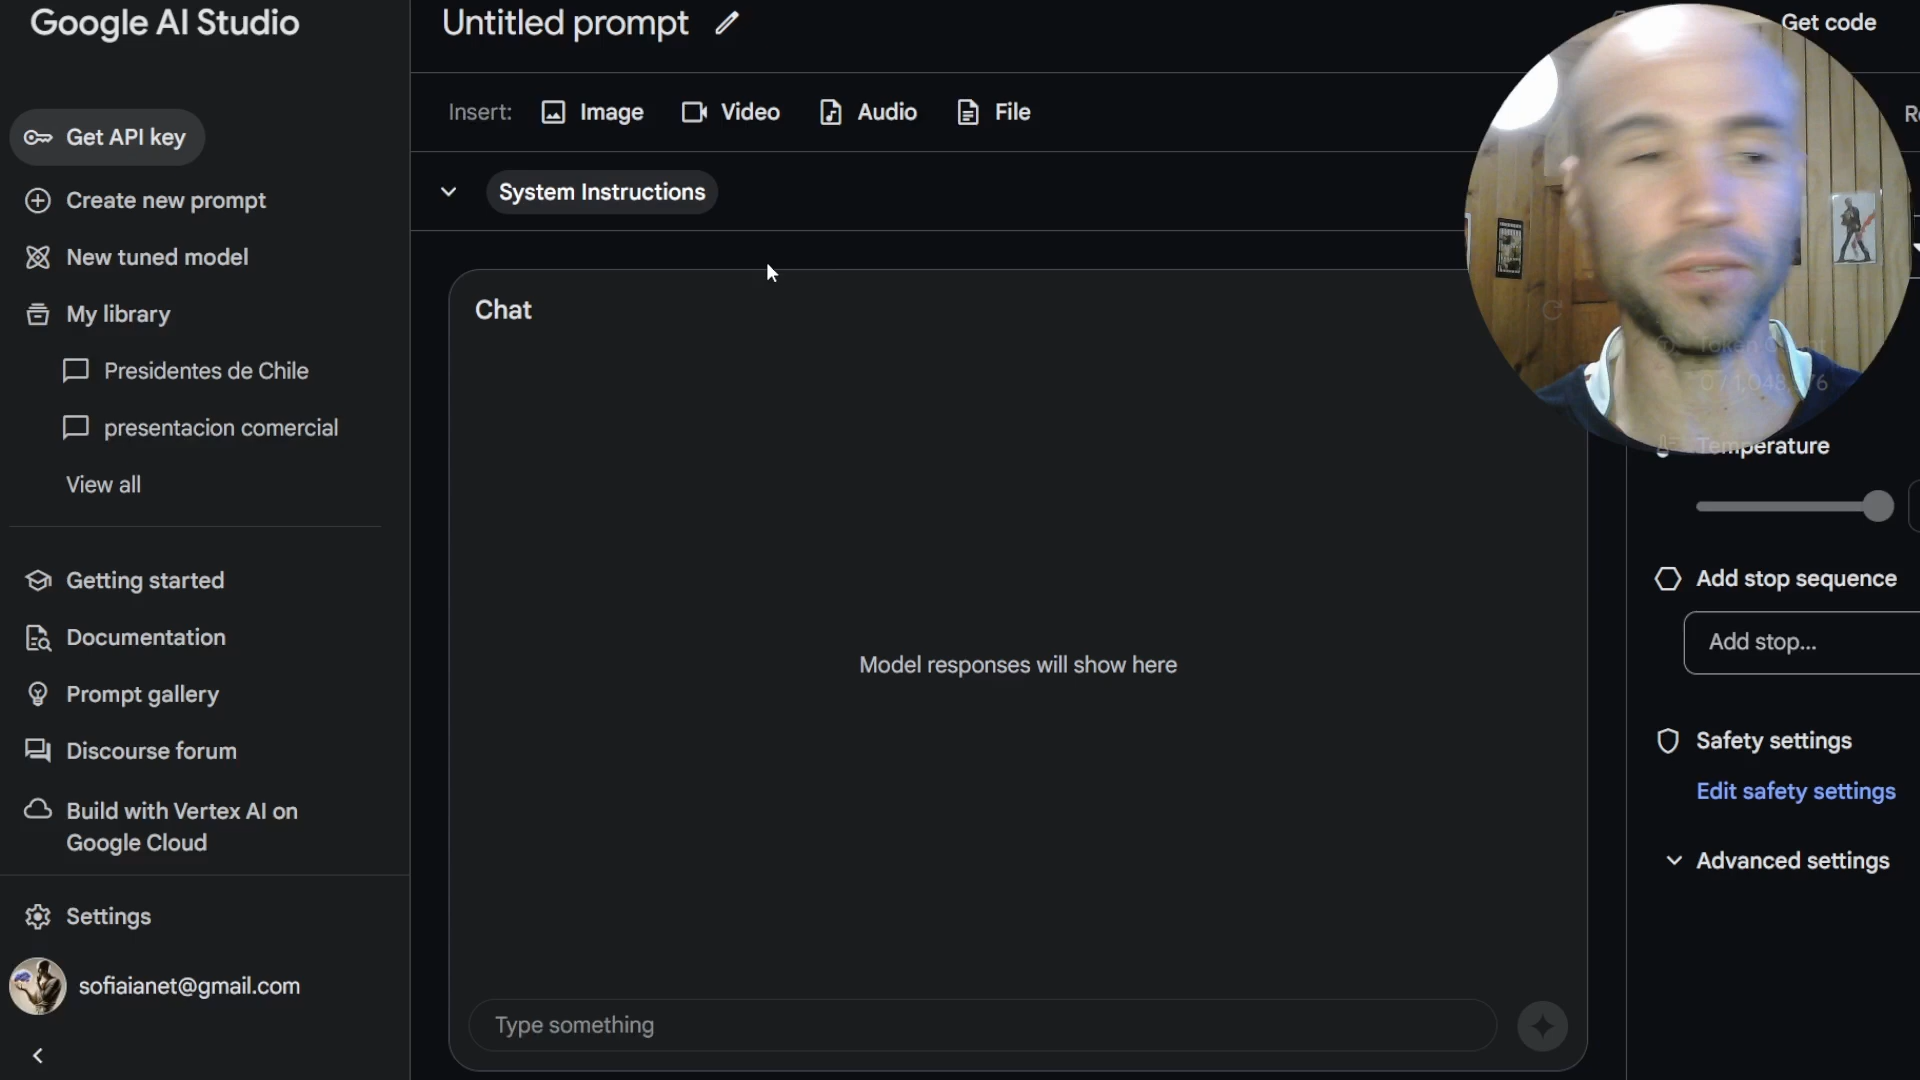 Google AI Studio
Get API key
Create new prompt
New tuned model
My library
Presidentes de Chile
presentacion comercial
View all
Getting started
Documentation
Prompt gallery
Discourse forum
Build with Vertex AI on
Google Cloud
Settings
sofiaianet@gmail.com
Untitled prompt
Get code
Insert:
Image
Video
Audio
File
System Instructions
Chat
Model responses will show here
Type something
Temperature
Add stop sequence
Add stop...
Safety settings
Edit safety settings
Advanced settings